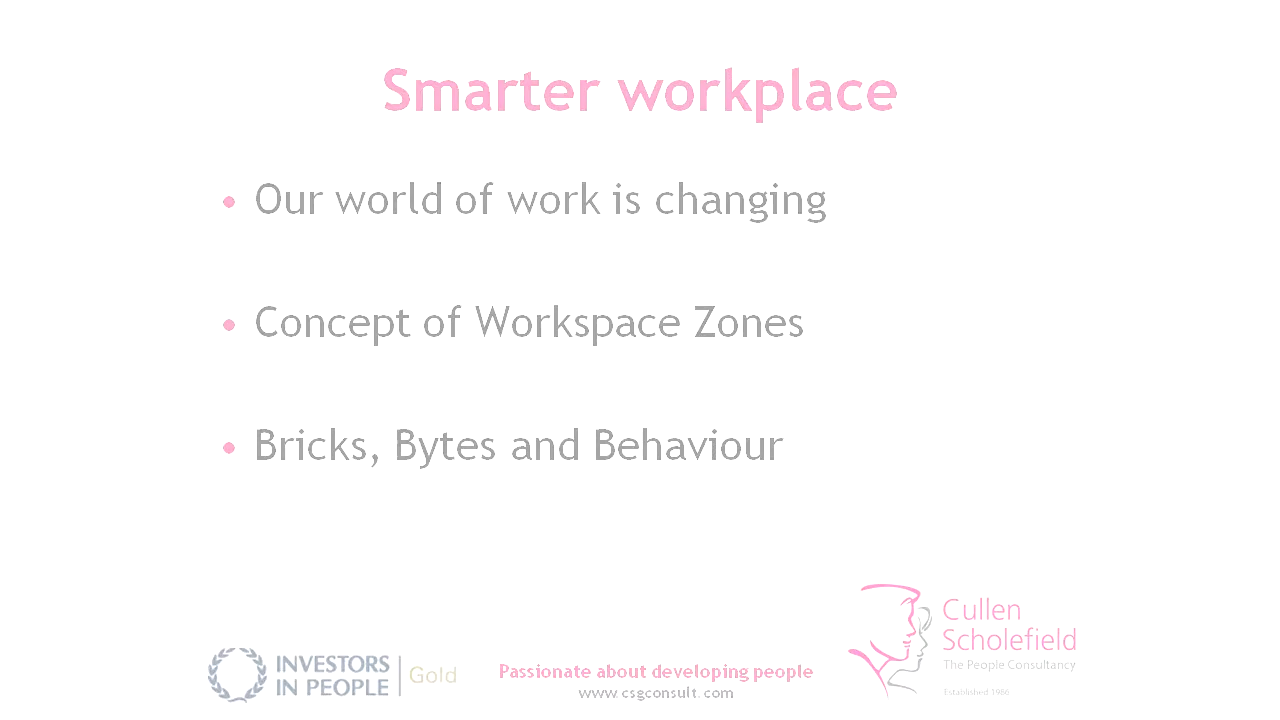 Smarter workplace
• Our world of work is changing
• Concept of Workspace Zones
• Bricks, Bytes and Behaviour
INVESTORS
IN PEOPLE
Gold
Passionate about developing people
www.csgconsult.com
Cullen
Scholefield
The People Consultancy
Established 1986